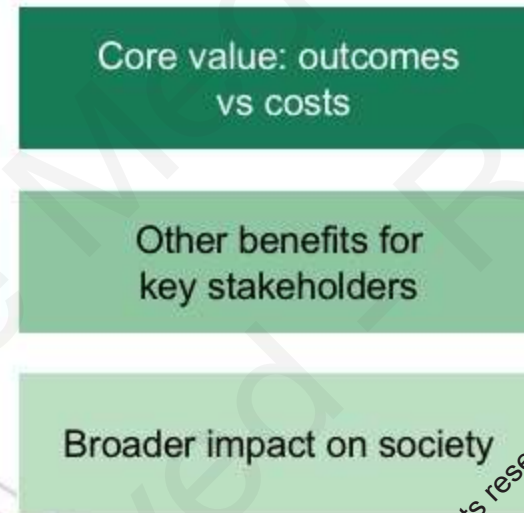 Core value: outcomes
vs costs
Other benefits for
key stakeholders
Broader impact on society